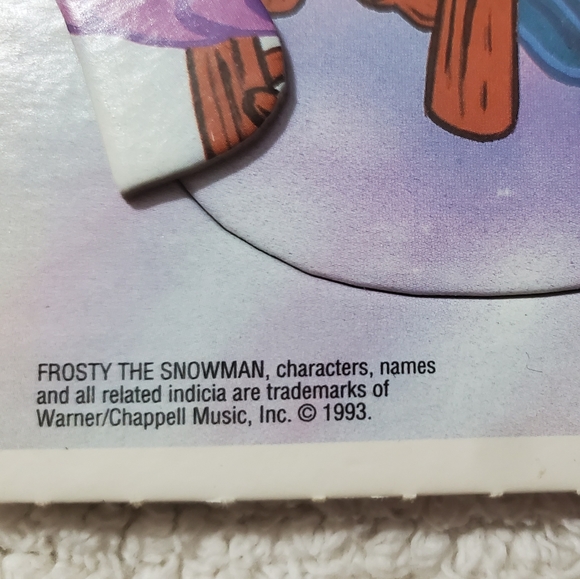 FROSTY THE SNOWMAN, characters, names
and all related indicia are trademarks of
Warner/Chappell Music, Inc. © 1993.